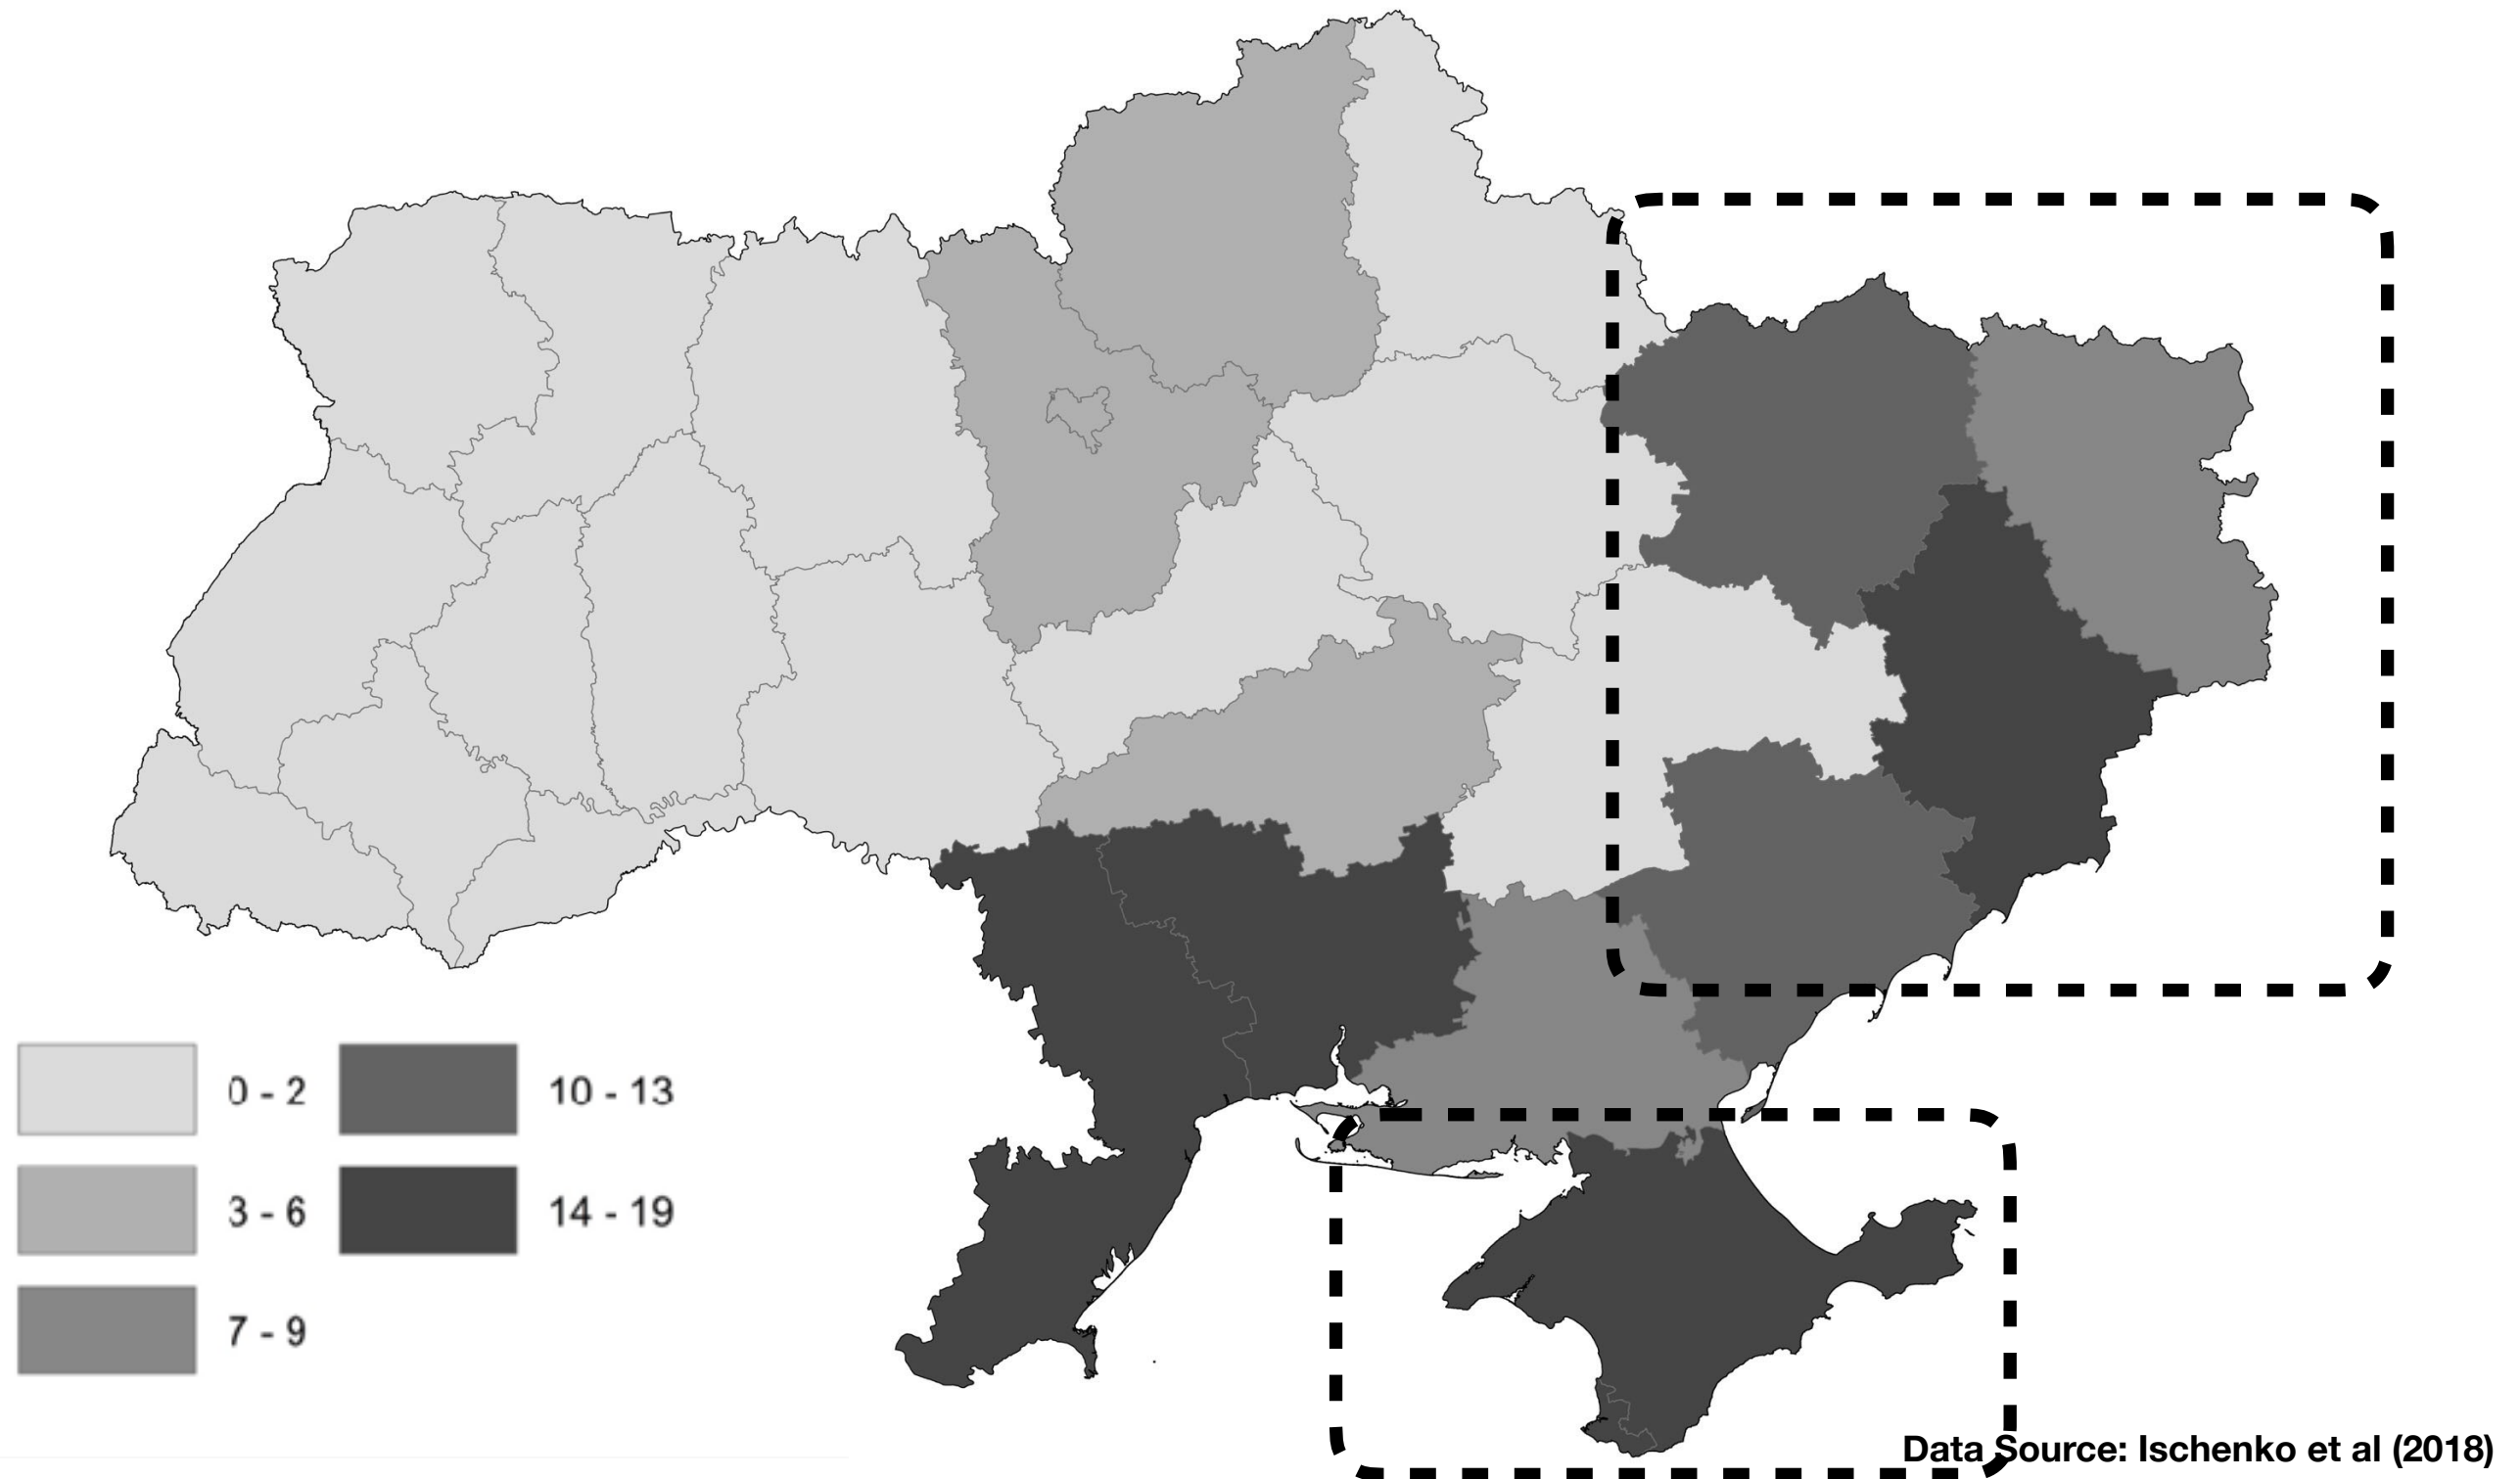 0 - 2
10 - 13
3 - 6
14 - 19
7 - 9
Data Source: Ischenko et al (2018)